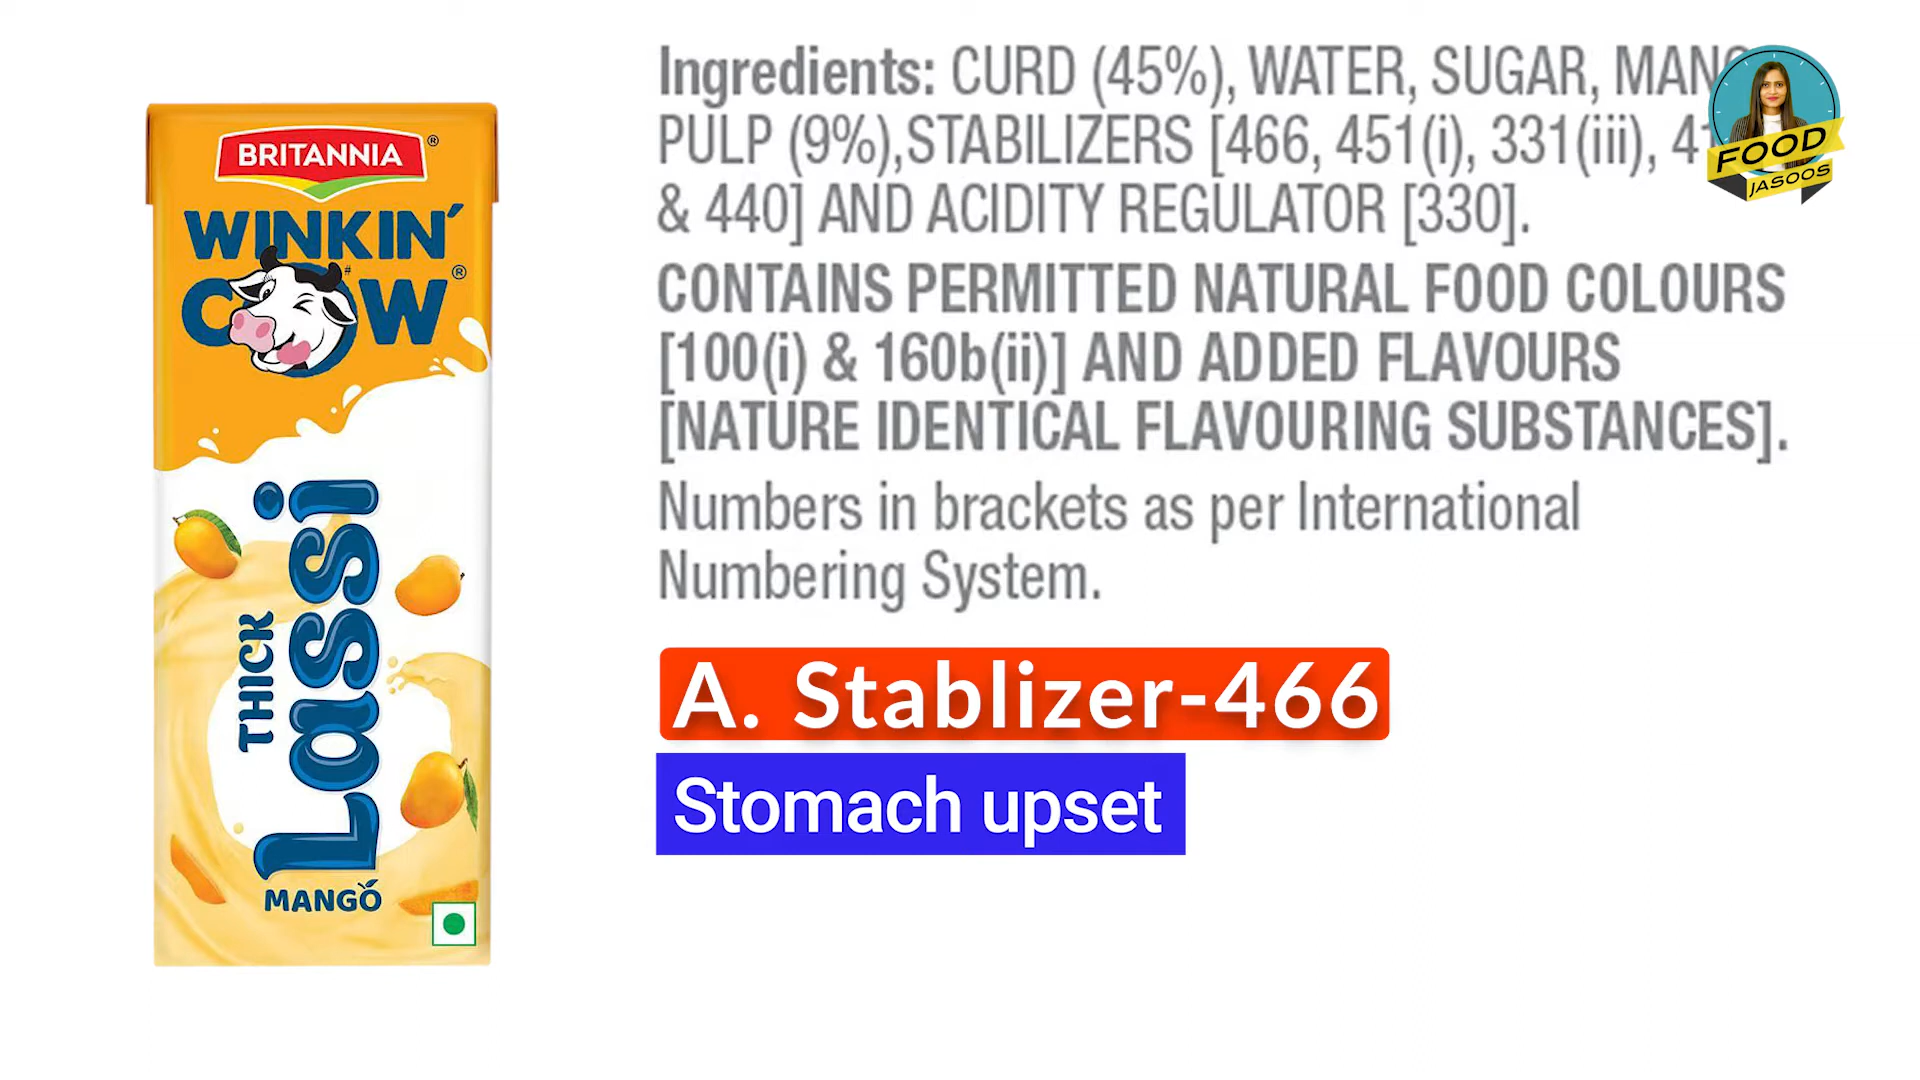 BRITANNIA
WINKIN'
COW
THICK
Lassi
MANGO
Ingredients: CURD (45%), WATER, SUGAR,
PULP (9%),STABILIZERS [466, 451(i), 331(iii),
& 440] AND ACIDITY REGULATOR [330].
CONTAINS PERMITTED NATURAL FOOD COLOURS
[100(i) & 160b(ii)] AND ADDED FLAVOURS
[NATURE IDENTICAL FLAVOURING SUBSTANCES].
Numbers in brackets as per International
Numbering System.
A. Stablizer-466
Stomach upset
FOOD
JASOOS